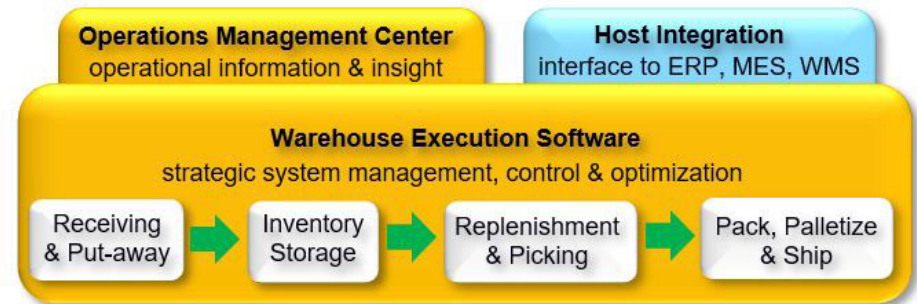 Operations Management Center
operational information & insight
Host Integration
interface to ERP, MES, WMS
Warehouse Execution Software
strategic system management, control & optimization
Receiving
& Put-away
Inventory
Storage
Replenishment
& Picking
Pack, Palletize
& Ship